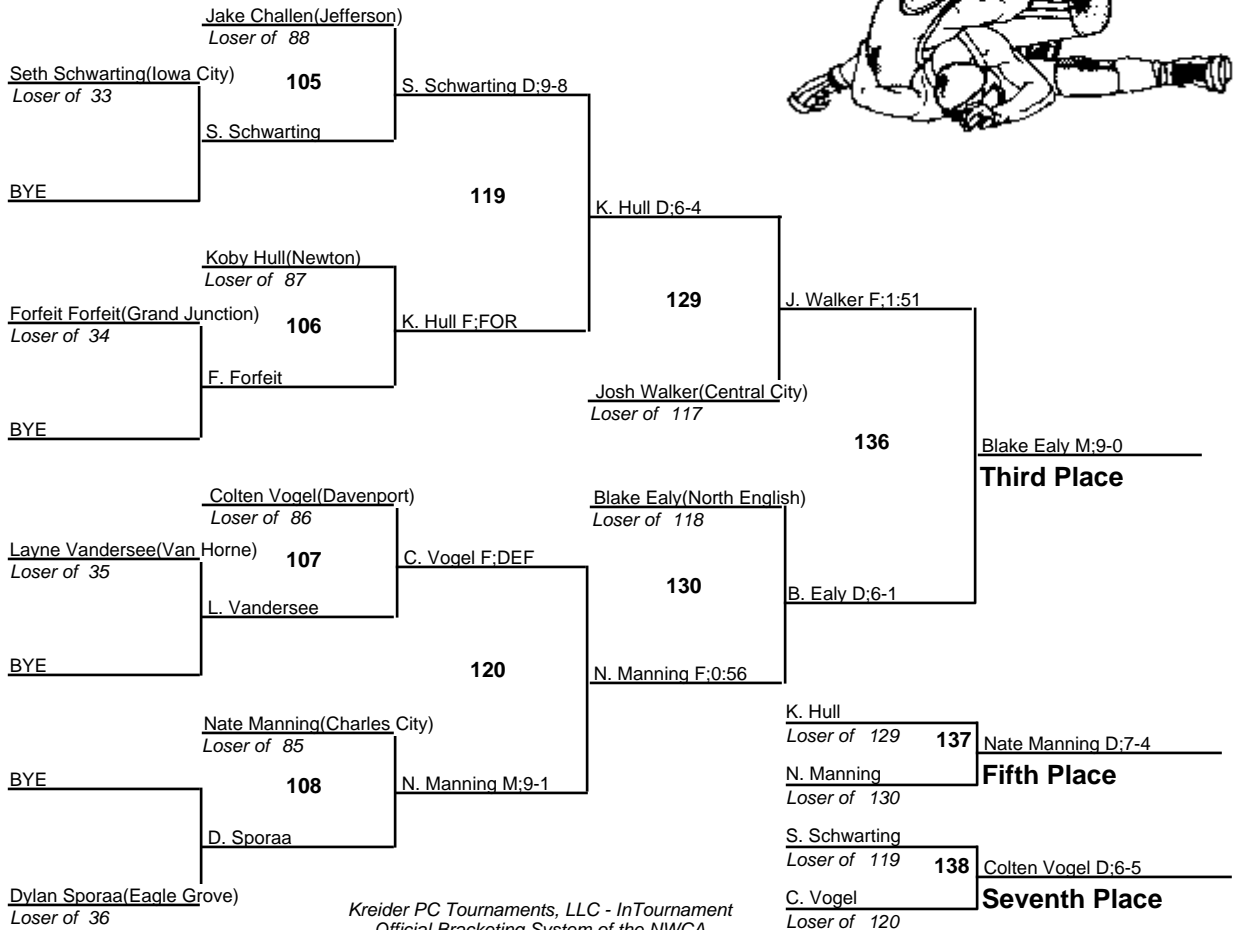 Jake Challen(Jefferson)
Loser of 88
Seth Schwarting(Iowa City)
Loser of 33
105
S. Schwarting D;9-8
S. Schwarting
BYE
119
K. Hull D;6-4
Koby Hull(Newton)
Loser of 87
Forfeit Forfeit(Grand Junction)
Loser of 34
106
K. Hull F;FOR
129
J. Walker F;1:51
F. Forfeit
Josh Walker(Central City)
Loser of 117
BYE
136
Blake Ealy M;9-0
Third Place
Colten Vogel(Davenport)
Loser of 86
Blake Ealy(North English)
Loser of 118
Layne Vandersee(Van Horne)
Loser of 35
107
C. Vogel F;DEF
130
B. Ealy D;6-1
L. Vandersee
BYE
120
N. Manning F;0:56
Nate Manning(Charles City)
Loser of 85
K. Hull
Loser of 129
137
Nate Manning D;7-4
Fifth Place
N. Manning
Loser of 130
BYE
108
N. Manning M;9-1
D. Sporaa
S. Schwarting
Loser of 119
138
Colten Vogel D;6-5
Seventh Place
C. Vogel
Loser of 120
Dylan Sporaa(Eagle Grove)
Loser of 36
Kreider PC Tournaments, LLC - InTournament
Official Bracketing System of the NWCA